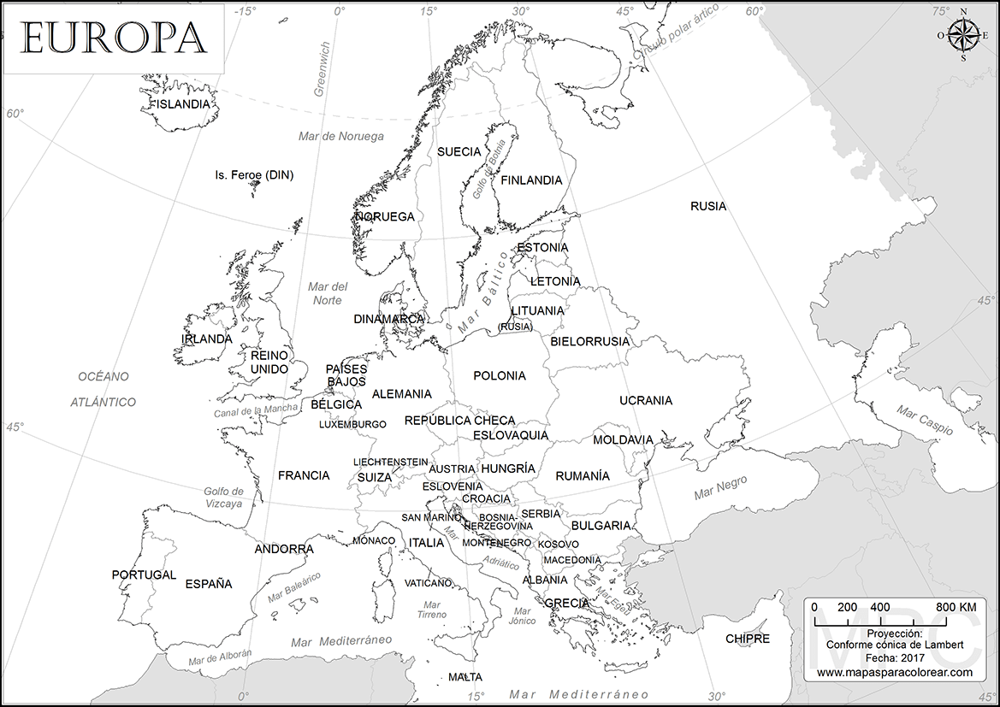 EUROPA
-15°
0°
15°
30°
45°
60°
75°
Círculo polar ártico
Greenwich
N
O
E
S
60°
ISLANDIA
Mar de Noruega
SUECIA
Golfo de Botnia
FINLANDIA
Is. Feroe (DIN)
RUSIA
NORUEGA
ESTONIA
Mar Báltico
LETONIA
Mar del
Norte
45°
LITUANIA
(RUSIA)
DINAMARCA
IRLANDA
BIELORRUSIA
REINO
UNIDO
PAÍSES
BAJOS
OCÉANO
ATLÁNTICO
POLONIA
ALEMANIA
UCRANIA
BÉLGICA
Canal de la Mancha
LUXEMBURGO
REPÚBLICA CHECA
Mar Caspio
45°
ESLOVAQUIA
MOLDAVIA
LIECHTENSTEIN
AUSTRIA
HUNGRÍA
FRANCIA
SUIZA
RUMANÍA
ESLOVENIA
Mar Negro
Golfo de
Vizcaya
CROACIA
SAN MARINO
BOSNIA-
HERZEGOVINA
SERBIA
BULGARIA
MÓNACO
ITALIA
Mar
Adriático
MONTENEGRO
KOSOVO
ANDORRA
MACEDONIA
PORTUGAL
ESPAÑA
Mar Baleárico
VATICANO
ALBANIA
GRECIA
Mar Egeo
Mar
Tirreno
Mar
Jónico
0 200 400 800 KM
MPC
Proyección:
Conforme cónica de Lambert
Fecha: 2017
www.mapasparacolorear.com
CHIPRE
Mar Mediterráneo
Mar de Alborán
MALTA
0°
15°
Mar Mediterráneo
30°
45°